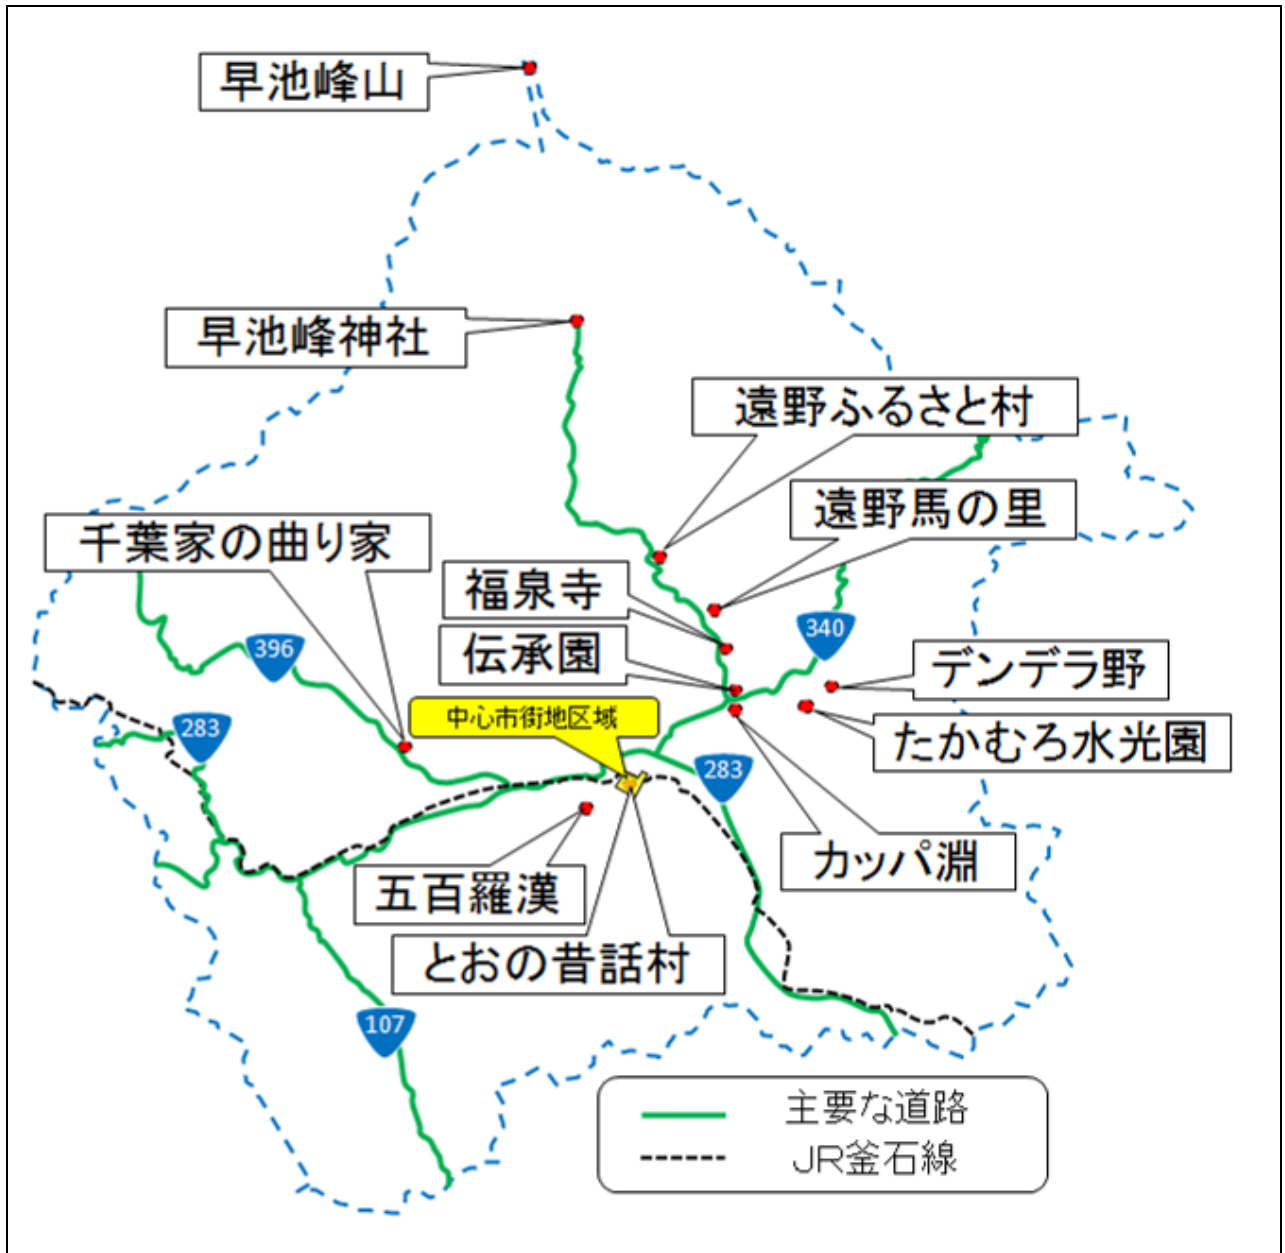 早池峰山
早池峰神社
遠野ふるさと村
遠野馬の里
千葉家の曲り家
福泉寺
340
396
伝承園
デンデラ野
中心市街地区域
283
たかむろ水光園
283
カッパ淵
五百羅漢
とおの昔話村
107
主要な道路
JR釜石線